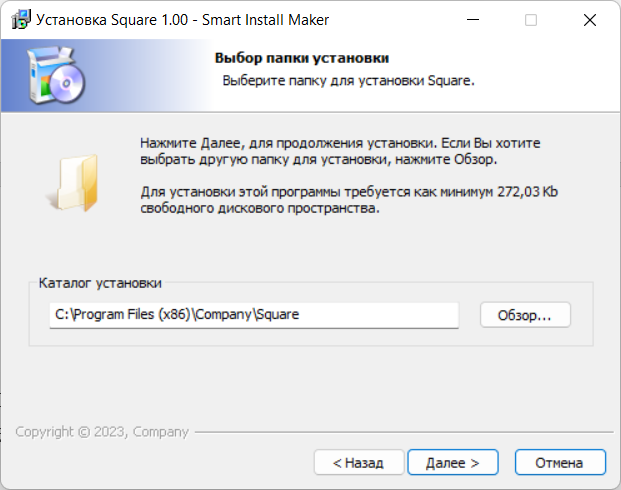 Установка Square 1.00 - Smart Install Maker
Выбор папки установки
Выберите папку для установки Square.
Нажмите Далее, для продолжения установки. Если Вы хотите
выбрать другую папку для установки, нажмите Обзор.
Для установки этой программы требуется как минимум 272,03 Kb
свободного дискового пространства.
Каталог установки
C:\Program Files (x86)\Company\Square
Обзор...
Copyright © 2023, Company
< Назад
Далее >
Отмена